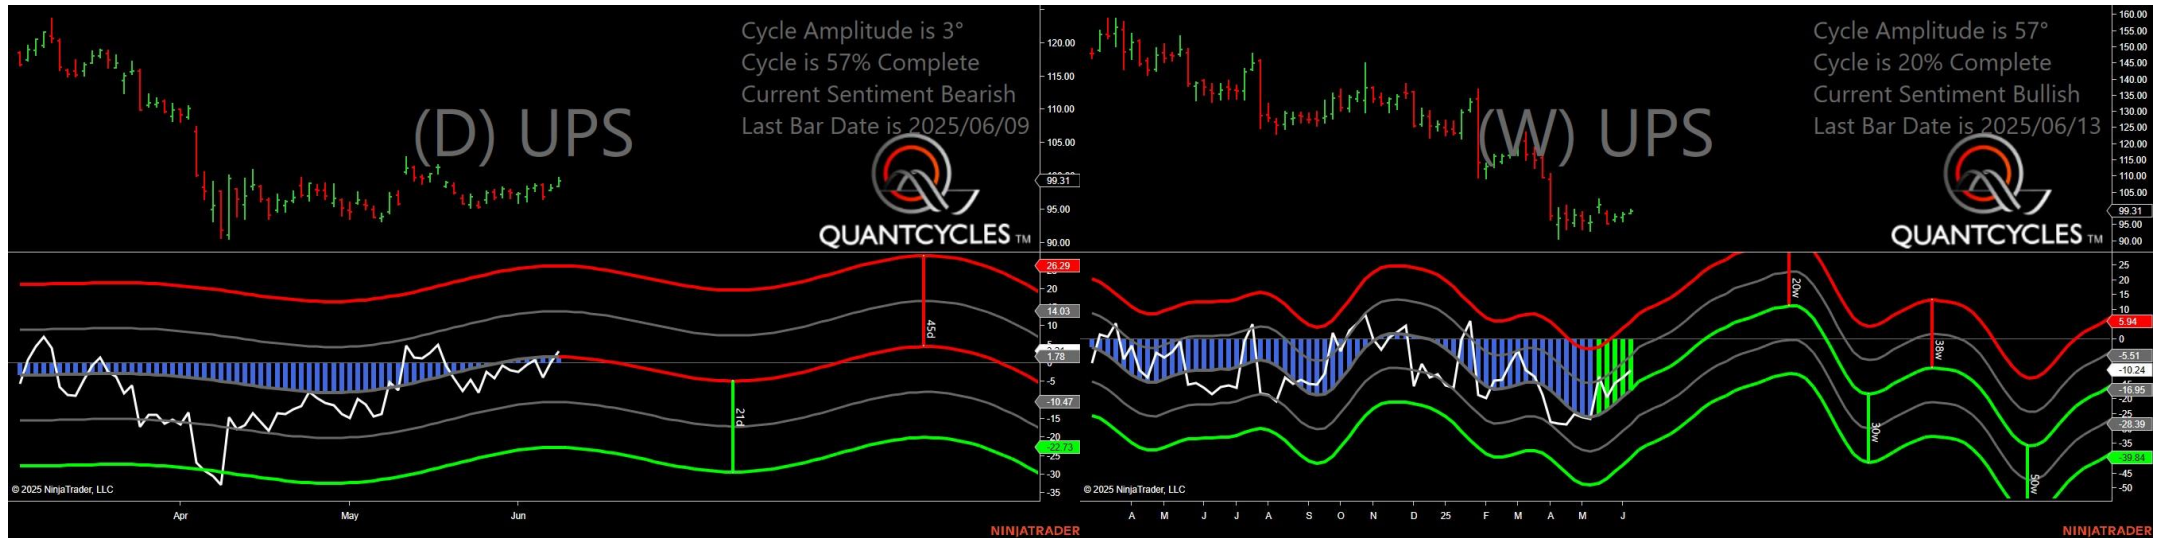 Cycle Amplitude is 3°
Cycle is 57% Complete
Current Sentiment Bearish
Last Bar Date is 2025/06/09
(D) UPS
QUANTCYCLES TM
120.00
115.00
110.00
105.00
99.31
95.00
90.00
26.29
20
14.03
10
1.78
-5
-10.47
-15
-20
-22.73
-25
-30
-35
45d
21d
© 2025 NinjaTrader, LLC
Apr
May
Jun
NINJATRADER
Cycle Amplitude is 57°
Cycle is 20% Complete
Current Sentiment Bullish
Last Bar Date is 2025/06/13
(W) UPS
QUANTCYCLES TM
160.00
155.00
150.00
145.00
140.00
135.00
130.00
125.00
120.00
115.00
110.00
105.00
99.31
95.00
90.00
25
20
15
10
5.94
0
-5.51
-10.24
-16.95
-20
-28.39
-35
-39.84
-45
-50
20w
38w
30w
50w
© 2025 NinjaTrader, LLC
A M J J A S O N D 25 F M A M J
NINJATRADER